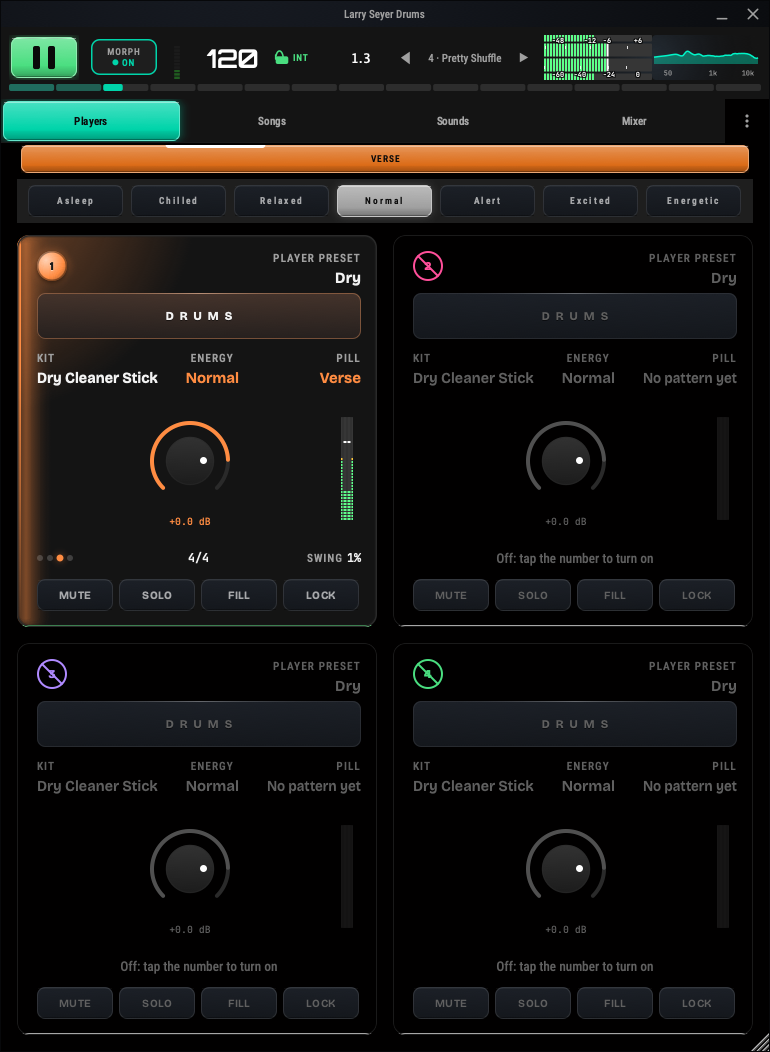 Larry Seyer Drums
MORPH
ON
120
INT
1.3
4 · Pretty Shuffle
-48 -12 -6 +6
-60 -40 -24 0
50 1k 10k
Players
Songs
Sounds
Mixer
VERSE
Asleep
Chilled
Relaxed
Normal
Alert
Excited
Energetic
1
PLAYER PRESET
Dry
DRUMS
KIT ENERGY PILL
Dry Cleaner Stick Normal Verse
--
+0.0 dB
4/4
SWING 1%
MUTE SOLO FILL LOCK
2
PLAYER PRESET
Dry
DRUMS
KIT ENERGY PILL
Dry Cleaner Stick Normal No pattern yet
+0.0 dB
Off: tap the number to turn on
MUTE SOLO FILL LOCK
3
PLAYER PRESET
Dry
DRUMS
KIT ENERGY PILL
Dry Cleaner Stick Normal No pattern yet
+0.0 dB
Off: tap the number to turn on
MUTE SOLO FILL LOCK
4
PLAYER PRESET
Dry
DRUMS
KIT ENERGY PILL
Dry Cleaner Stick Normal No pattern yet
+0.0 dB
Off: tap the number to turn on
MUTE SOLO FILL LOCK